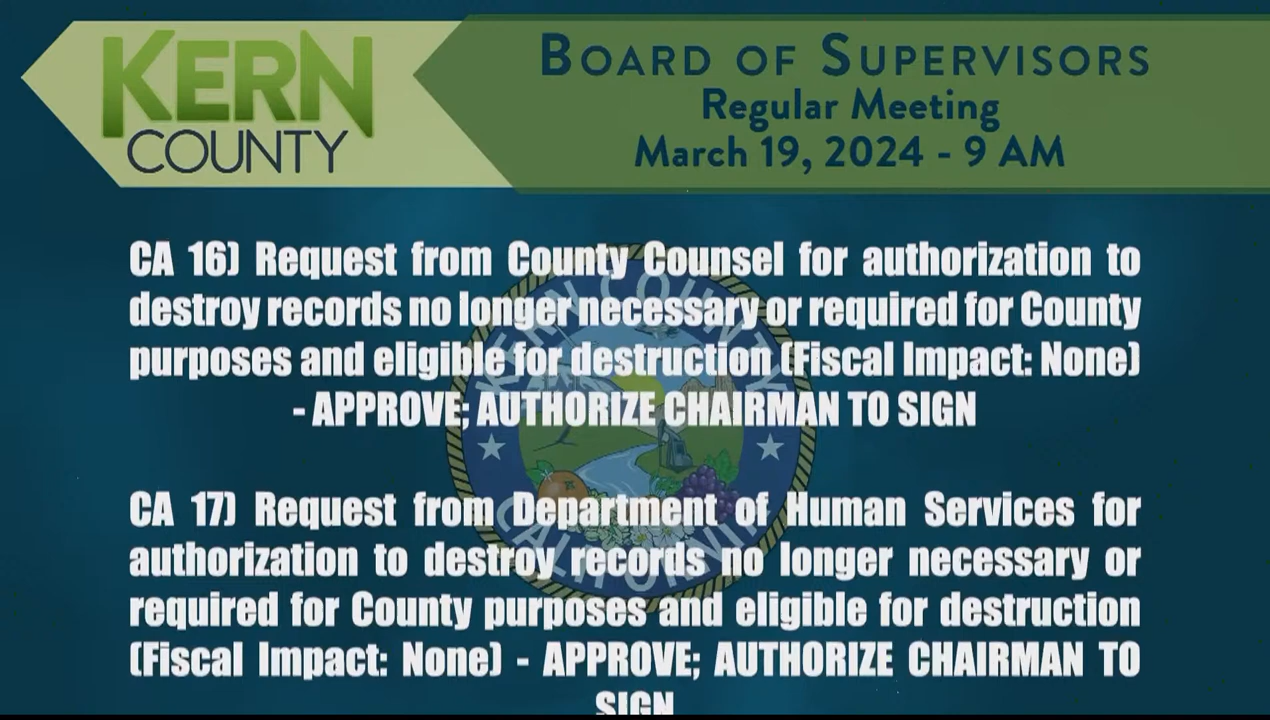 KERN
COUNTY
BOARD OF SUPERVISORS
Regular Meeting
March 19, 2024 - 9 AM
CA 16) Request from County Counsel for authorization to
destroy records no longer necessary or required for County
purposes and eligible for destruction (Fiscal Impact: None)
- APPROVE; AUTHORIZE CHAIRMAN TO SIGN
KERN COUNTY
CALIFORNIA
CA 17) Request from Department of Human Services for
authorization to destroy records no longer necessary or
required for County purposes and eligible for destruction
(Fiscal Impact: None) - APPROVE; AUTHORIZE CHAIRMAN TO
SIGN